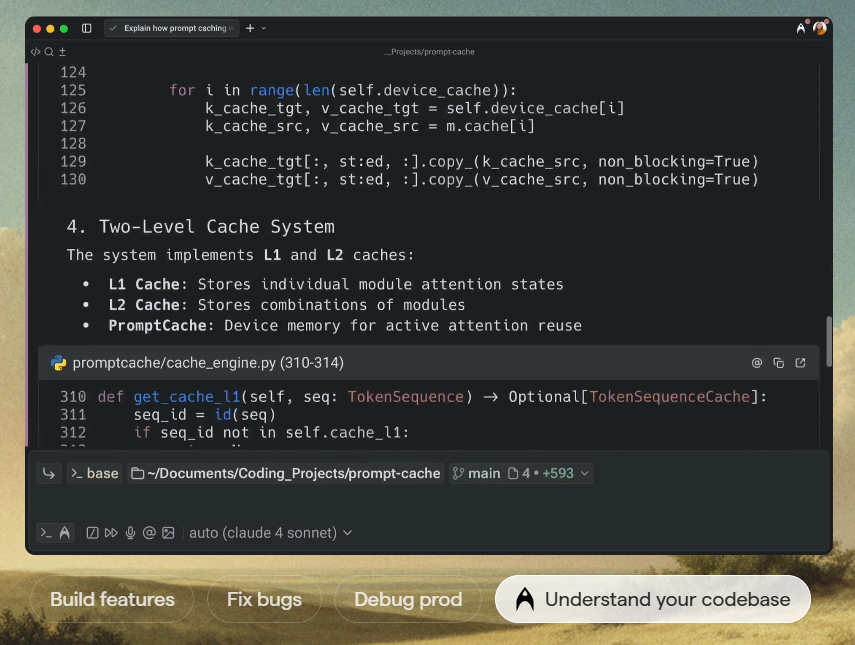 Explain how prompt caching
.._Projects/prompt-cache
124
125 for i in range(len(self.device_cache)):
126 k_cache_tgt, v_cache_tgt = self.device_cache[i]
127 k_cache_src, v_cache_src = m.cache[i]
128
129 k_cache_tgt[:, st:ed, :].copy_(k_cache_src, non_blocking=True)
130 v_cache_tgt[:, st:ed, :].copy_(v_cache_src, non_blocking=True)
4. Two-Level Cache System
The system implements L1 and L2 caches:
• L1 Cache: Stores individual module attention states
• L2 Cache: Stores combinations of modules
• PromptCache: Device memory for active attention reuse
promptcache/cache_engine.py (310-314)
310 def get_cache_l1(self, seq: TokenSequence) → Optional[TokenSequenceCache]:
311 seq_id = id(seq)
312 if seq_id not in self.cache_l1:
>_ base ~/Documents/Coding_Projects/prompt-cache main 4 • +593
auto (claude 4 sonnet)
Build features
Fix bugs
Debug prod
Understand your codebase